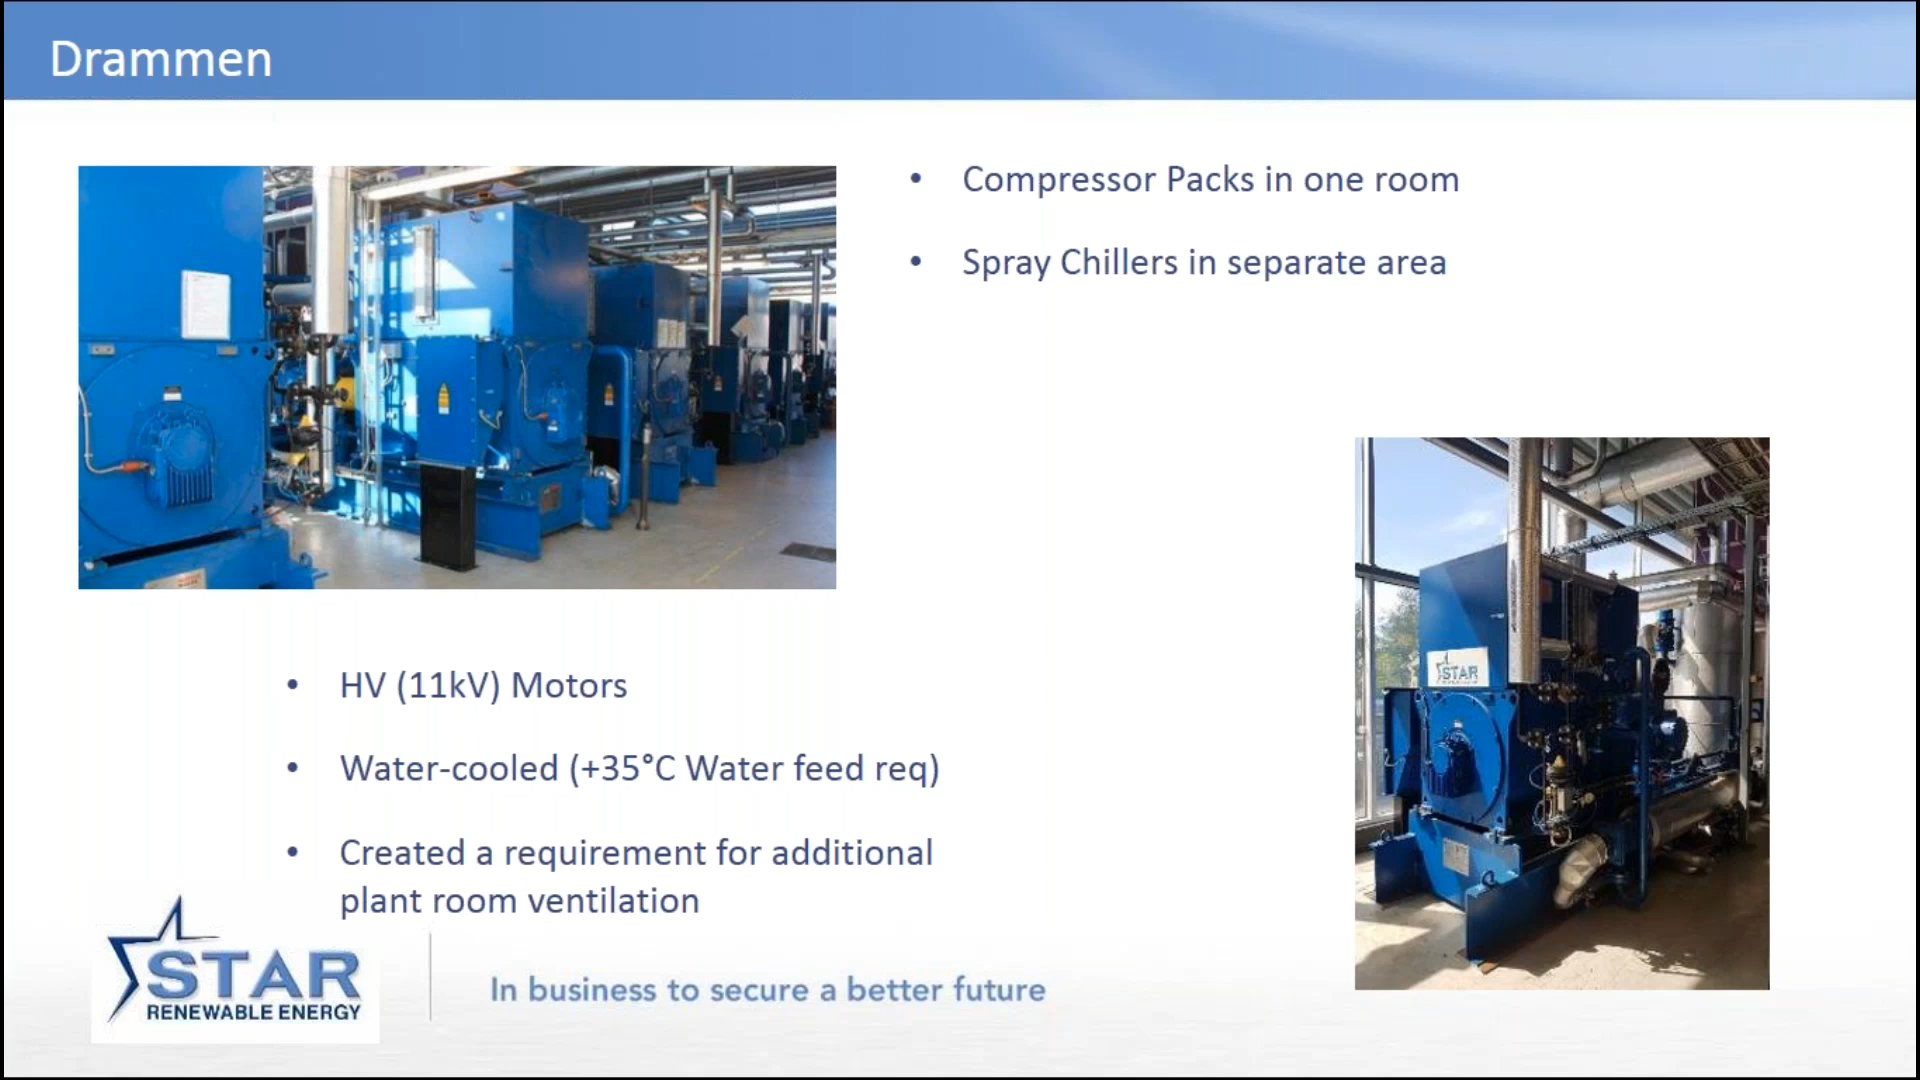 Drammen
• Compressor Packs in one room
• Spray Chillers in separate area
• HV (11kV) Motors
• Water-cooled (+35°C Water feed req)
• Created a requirement for additional
plant room ventilation
STAR
STAR
RENEWABLE ENERGY
In business to secure a better future